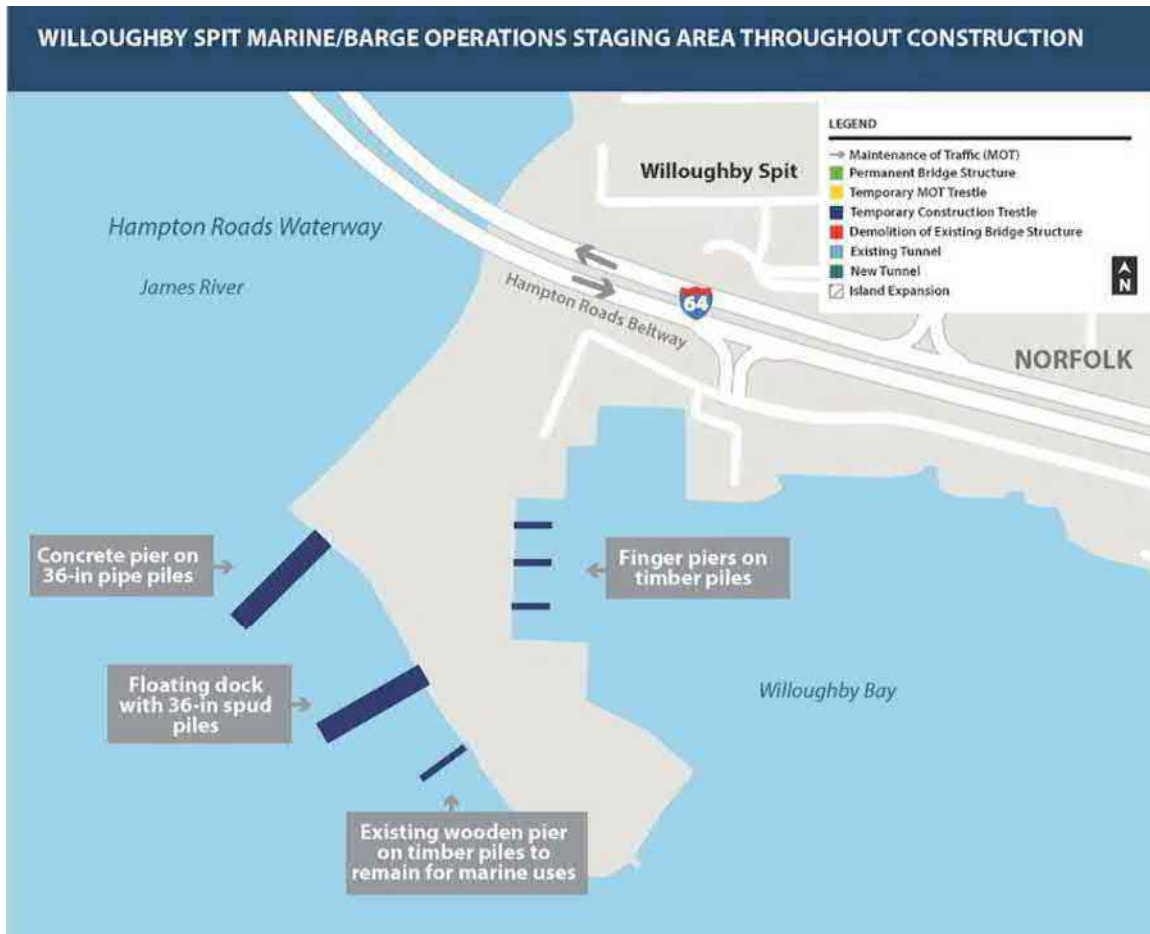 WILLOUGHBY SPIT MARINE/BARGE OPERATIONS STAGING AREA THROUGHOUT CONSTRUCTION
LEGEND
Maintenance of Traffic (MOT)
Permanent Bridge Structure
Temporary MOT Trestle
Temporary Construction Trestle
Demolition of Existing Bridge Structure
Existing Tunnel
New Tunnel
Island Expansion
N
Willoughby Spit
Hampton Roads Waterway
James River
Hampton Roads Beltway
64
NORFOLK
Concrete pier on
36-in pipe piles
Finger piers on
timber piles
Floating dock
with 36-in spud
piles
Willoughby Bay
Existing wooden pier
on timber piles to
remain for marine uses